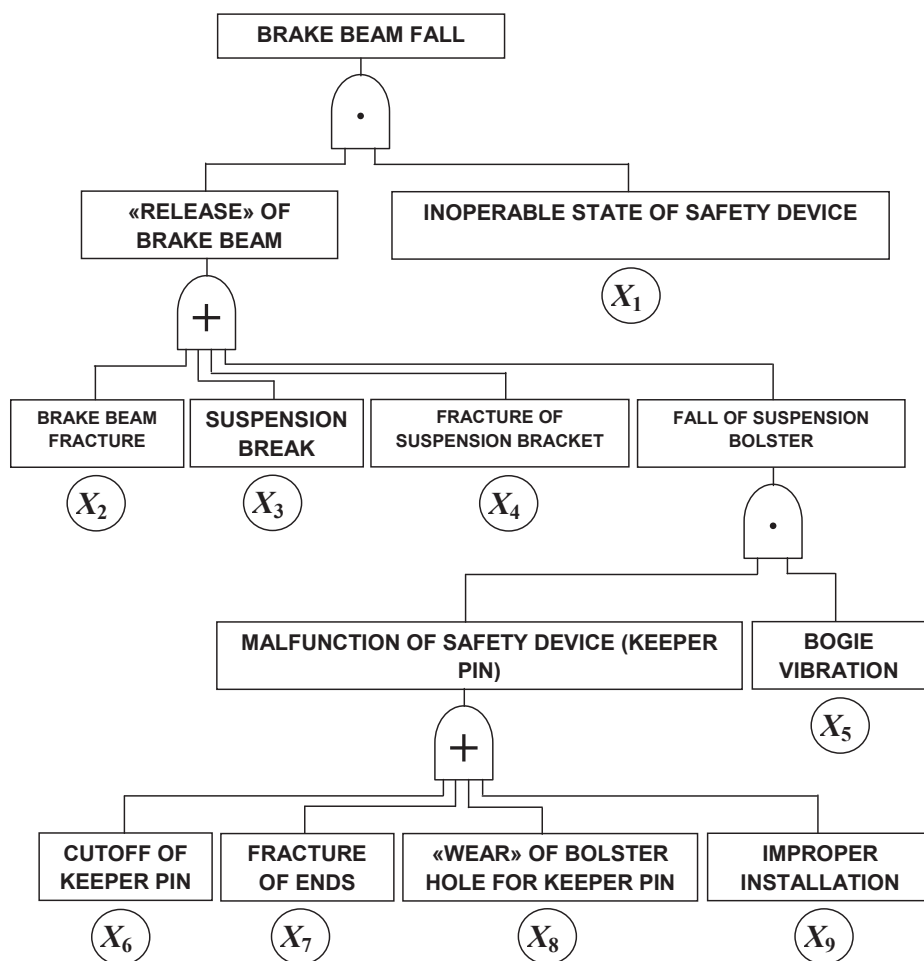 BRAKE BEAM FALL
·
«RELEASE» OF
BRAKE BEAM
INOPERABLE STATE OF SAFETY DEVICE
X1
+
BRAKE BEAM
FRACTURE
SUSPENSION
BREAK
FRACTURE OF
SUSPENSION BRACKET
FALL OF SUSPENSION
BOLSTER
X2
X3
X4
·
MALFUNCTION OF SAFETY DEVICE (KEEPER
PIN)
BOGIE
VIBRATION
X5
+
CUTOFF OF
KEEPER PIN
FRACTURE
OF ENDS
«WEAR» OF BOLSTER
HOLE FOR KEEPER PIN
IMPROPER
INSTALLATION
X6
X7
X8
X9